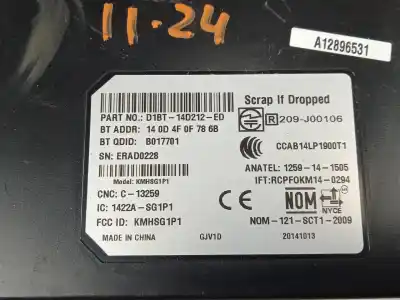 11-24
A12896531
Scrap If Dropped
PART NO.: D1BT-14D212-ED
R 209-J00106
BT ADDR: 14 0D 4F 0F 78 6B
BT QDID: B017701
CCAB14LP1900T1
SN: ERAD0228
Model: KMHSG1P1
ANATEL: 1259-14-1505
IFT:RCPFOKM14-0294
CNC: C-13259
IC: 1422A-SG1P1
CE
NOM
NYCE
FCC ID: KMHSG1P1
NOM-121-SCT1-2009
MADE IN CHINA
GJV1D
20141013